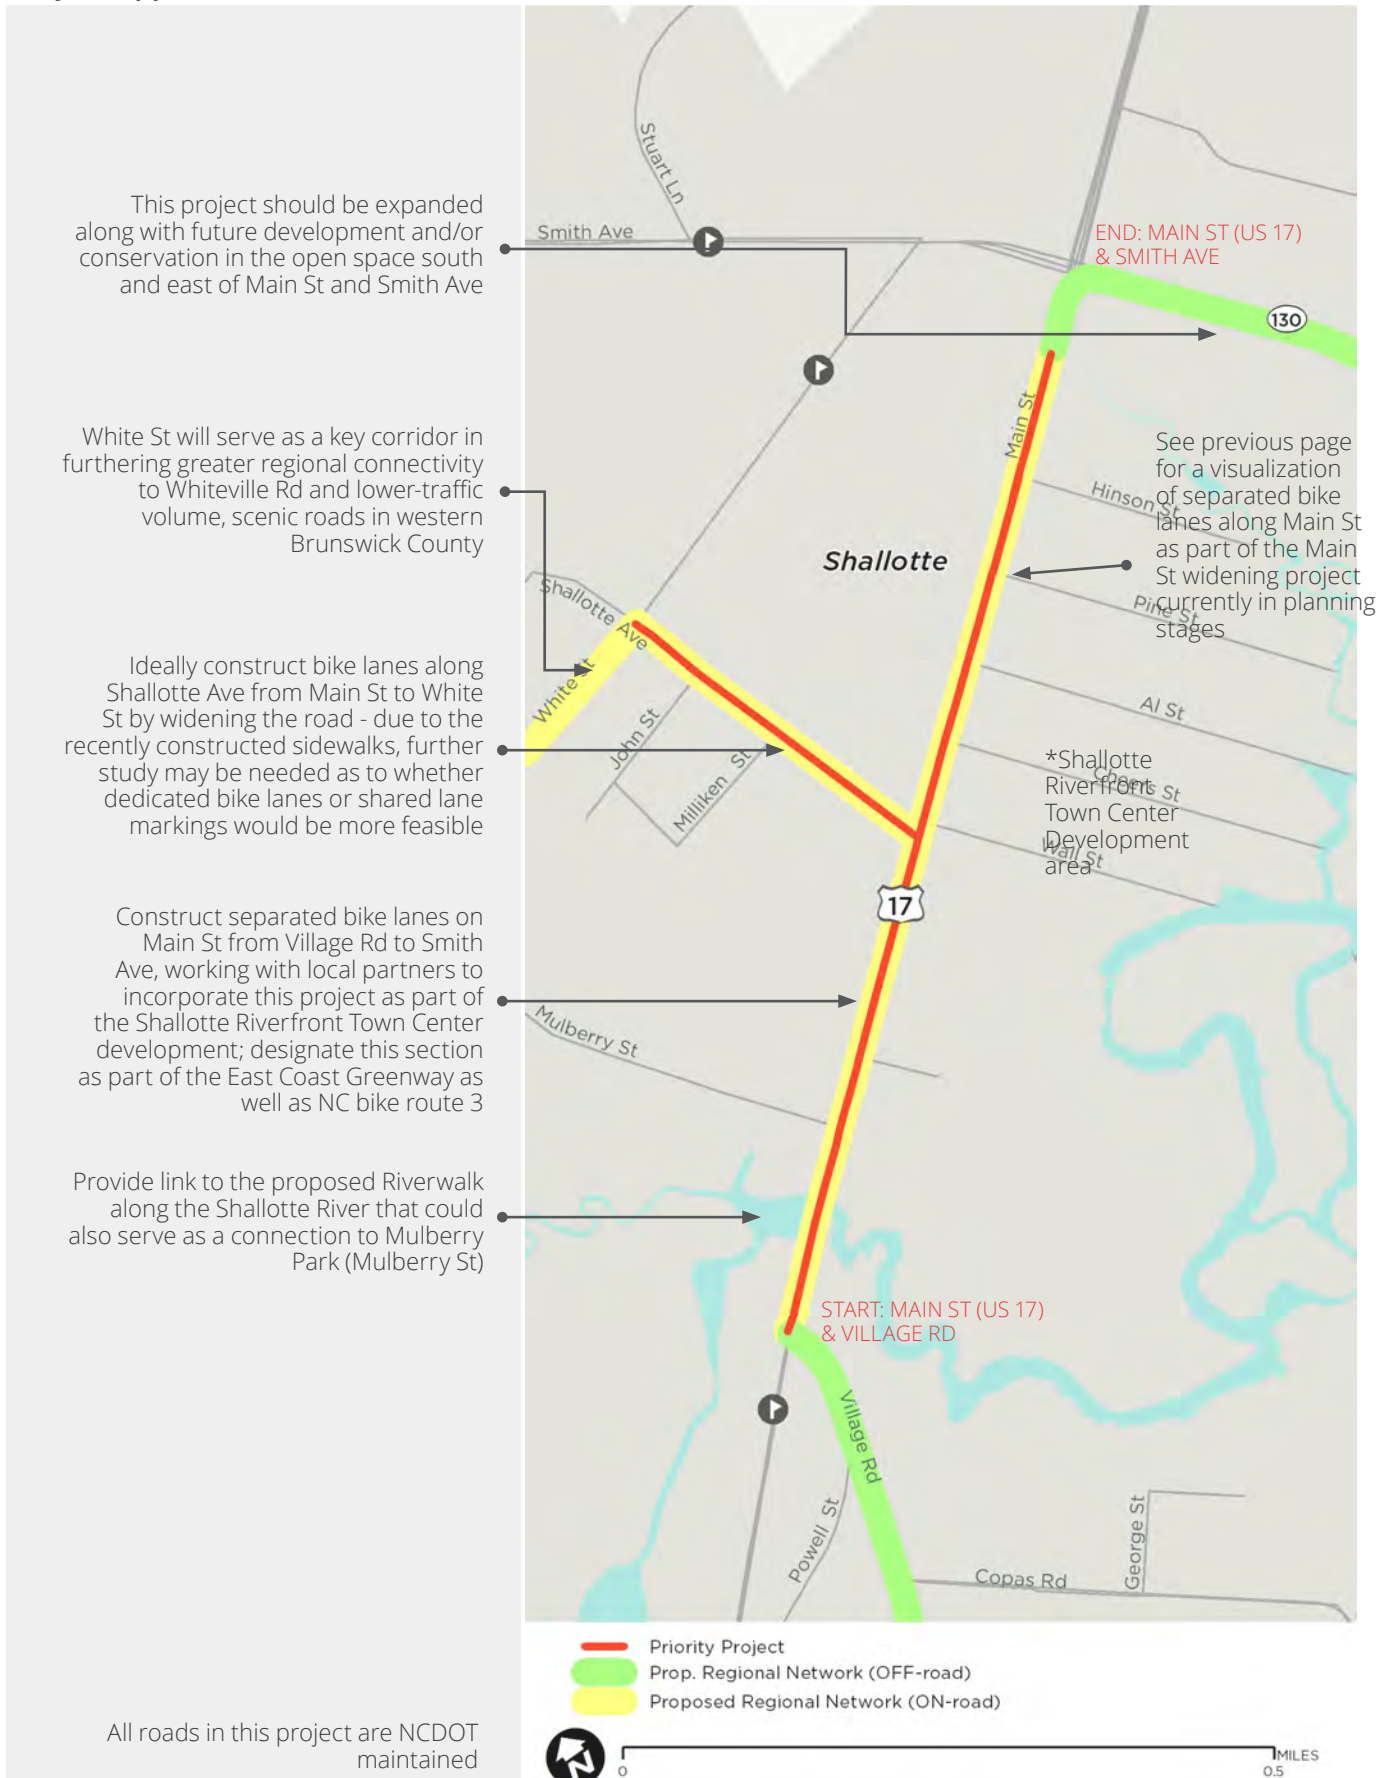 This project should be expanded
along with future development and/or
conservation in the open space south
and east of Main St and Smith Ave
White St will serve as a key corridor in
furthering greater regional connectivity
to Whiteville Rd and lower-traffic
volume, scenic roads in western
Brunswick County
Ideally construct bike lanes along
Shallotte Ave from Main St to White
St by widening the road - due to the
recently constructed sidewalks, further
study may be needed as to whether
dedicated bike lanes or shared lane
markings would be more feasible
Construct separated bike lanes on
Main St from Village Rd to Smith
Ave, working with local partners to
incorporate this project as part of
the Shallotte Riverfront Town Center
development; designate this section
as part of the East Coast Greenway as
well as NC bike route 3
Provide link to the proposed Riverwalk
along the Shallotte River that could
also serve as a connection to Mulberry
Park (Mulberry St)
All roads in this project are NCDOT
maintained
Stuart Ln
Smith Ave
END: MAIN ST (US 17)
& SMITH AVE
130
Main St
See previous page
for a visualization
of separated bike
lanes along Main St
as part of the Main
St widening project
currently in planning
stages
Hinson St
Shallotte
Pine St
Shallotte Ave
White St
John St
Milliken St
Al St
*Shallotte
Riverfront
Town Center
Development
area
St
Wall St
17
Mulberry St
START: MAIN ST (US 17)
& VILLAGE RD
Village Rd
Powell St
George St
Copas Rd
Priority Project
Prop. Regional Network (OFF-road)
Proposed Regional Network (ON-road)
N
0
0.5
MILES